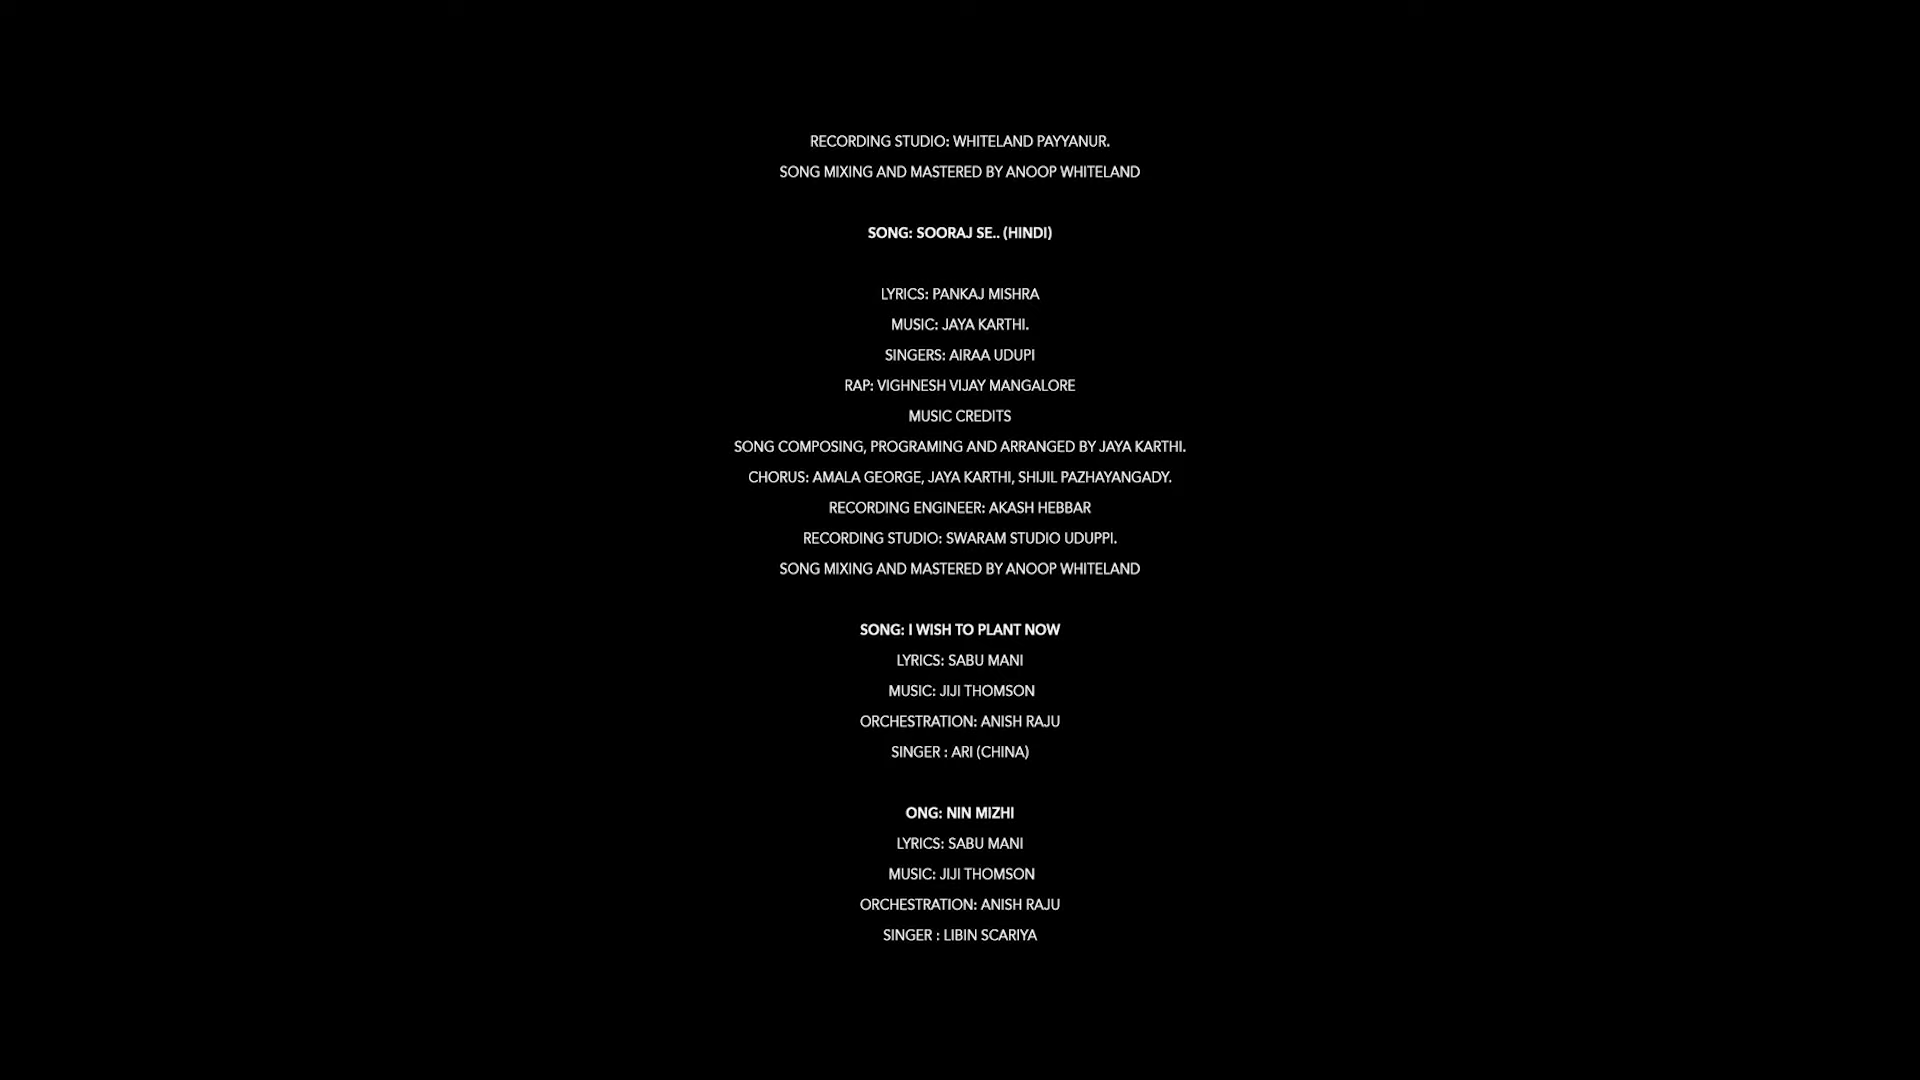 RECORDING STUDIO: WHITELAND PAYYANUR.
SONG MIXING AND MASTERED BY ANOOP WHITELAND
SONG: SOORAJ SE.. (HINDI)
LYRICS: PANKAJ MISHRA
MUSIC: JAYA KARTHI.
SINGERS: AIRAA UDUPI
RAP: VIGHNESH VIJAY MANGALORE
MUSIC CREDITS
SONG COMPOSING, PROGRAMING AND ARRANGED BY JAYA KARTHI.
CHORUS: AMALA GEORGE, JAYA KARTHI, SHIJIL PAZHAYANGADY.
RECORDING ENGINEER: AKASH HEBBAR
RECORDING STUDIO: SWARAM STUDIO UDUPPI.
SONG MIXING AND MASTERED BY ANOOP WHITELAND
SONG: I WISH TO PLANT NOW
LYRICS: SABU MANI
MUSIC: JIJI THOMSON
ORCHESTRATION: ANISH RAJU
SINGER : ARI (CHINA)
ONG: NIN MIZHI
LYRICS: SABU MANI
MUSIC: JIJI THOMSON
ORCHESTRATION: ANISH RAJU
SINGER : LIBIN SCARIYA